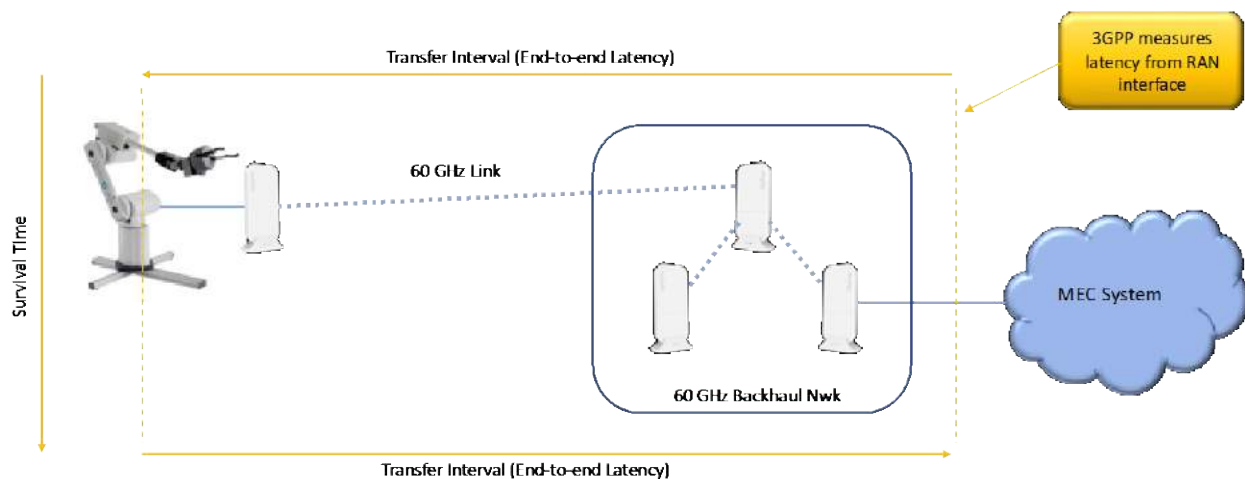 Transfer Interval (End-to-end Latency)
3GPP measures
latency from RAN
interface
60 GHz Link
Survival Time
MEC System
60 GHz Backhaul Nwk
Transfer Interval (End-to-end Latency)